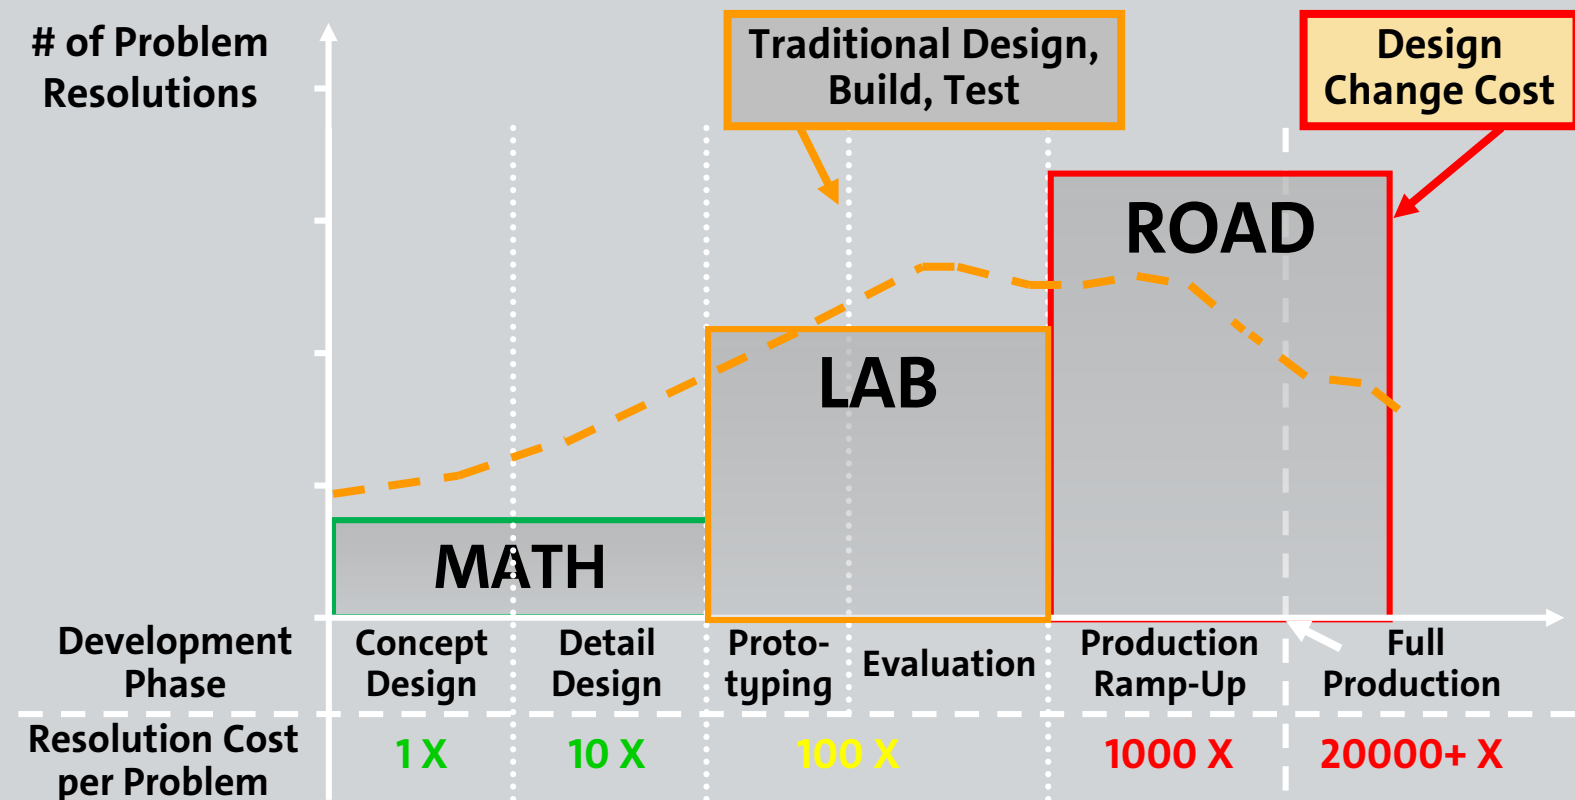 # of Problem
Resolutions
Traditional Design,
Build, Test
Design
Change Cost
ROAD
LAB
MATH
Development
Phase
Concept
Design
Detail
Design
Proto-
typing
Evaluation
Production
Ramp-Up
Full
Production
Resolution Cost
per Problem
1 X
10 X
100 X
1000 X
20000+ X